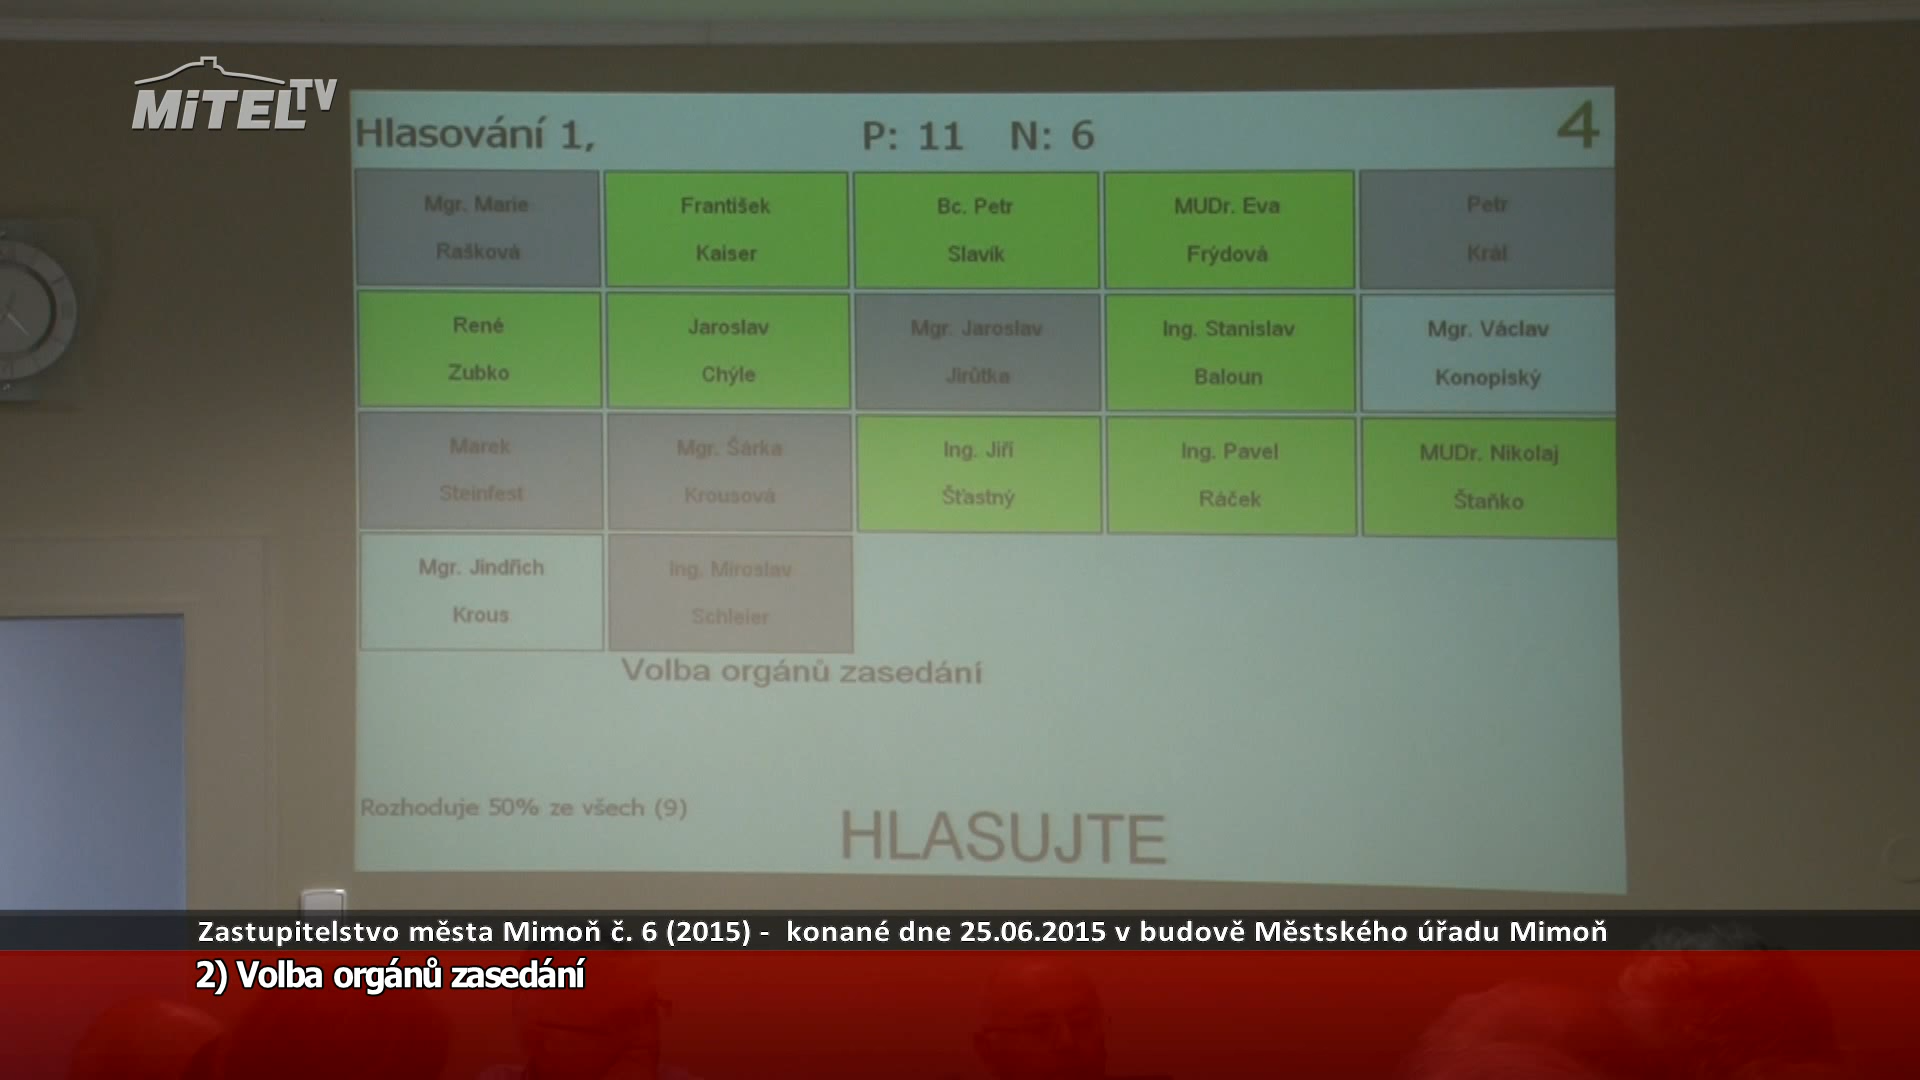 MiTEL TV
Hlasování 1, P: 11 N: 6 4
Mgr. Marie
Rašková
František
Kaiser
Bc. Petr
Slavík
MUDr. Eva
Frýdová
Petr
Král
René
Zubko
Jaroslav
Chýle
Mgr. Jaroslav
Jirůtka
Ing. Stanislav
Baloun
Mgr. Václav
Konopiský
Marek
Steinfest
Mgr. Šárka
Krousová
Ing. Jiří
Šťastný
Ing. Pavel
Ráček
MUDr. Nikolaj
Štaňko
Mgr. Jindřich
Krous
Ing. Miroslav
Schleier
Volba orgánů zasedání
Rozhoduje 50% ze všech (9)
HLASUJTE
Zastupitelstvo města Mimoň č. 6 (2015) - konané dne 25.06.2015 v budově Městského úřadu Mimoň
2) Volba orgánů zasedání